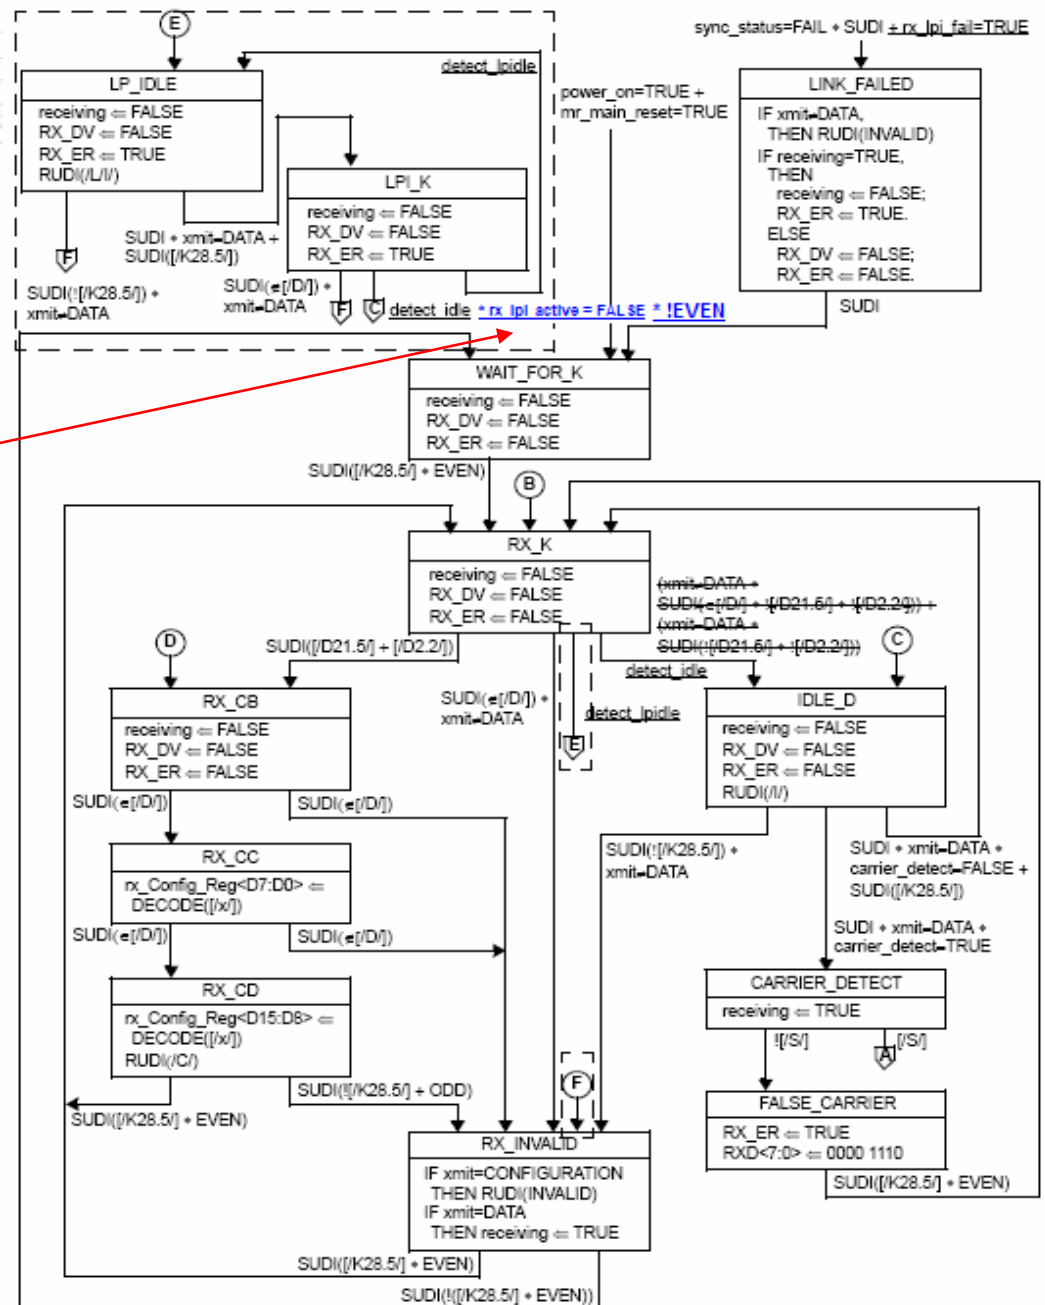 E
sync_status=FAIL * SUDI + rx_lpi_fail=TRUE
detect_lpidle
LP_IDLE
receiving ⇐ FALSE
RX_DV ⇐ FALSE
RX_ER ⇐ TRUE
RUDI(/L/I/)
power_on=TRUE +
mr_main_reset=TRUE
LINK_FAILED
IF xmit≠DATA,
THEN RUDI(INVALID)
IF receiving=TRUE,
THEN
receiving ⇐ FALSE;
RX_ER ⇐ TRUE.
ELSE
RX_DV ⇐ FALSE;
RX_ER ⇐ FALSE.
LPI_K
receiving ⇐ FALSE
RX_DV ⇐ FALSE
RX_ER ⇐ TRUE
SUDI * xmit=DATA +
SUDI([/K28.5/])
F
SUDI(![/K28.5/]) *
xmit≠DATA
SUDI(∉[/D/]) *
xmit=DATA
F
C
detect_idle * rx_lpi_active = FALSE * !EVEN
SUDI
WAIT_FOR_K
receiving ⇐ FALSE
RX_DV ⇐ FALSE
RX_ER ⇐ FALSE
SUDI([/K28.5/] * EVEN)
B
RX_K
receiving ⇐ FALSE
RX_DV ⇐ FALSE
RX_ER ⇐ FALSE
(xmit≠DATA *
SUDI(∈[/D/] * ![/D21.5/] * ![/D2.2/])) +
(xmit=DATA *
SUDI(![/D21.5/] * ![/D2.2/]))
D
SUDI([/D21.5/] + [/D2.2/])
C
detect_idle
SUDI(∉[/D/]) *
xmit≠DATA
detect_lpidle
E
RX_CB
receiving ⇐ FALSE
RX_DV ⇐ FALSE
RX_ER ⇐ FALSE
IDLE_D
receiving ⇐ FALSE
RX_DV ⇐ FALSE
RX_ER ⇐ FALSE
RUDI(/I/)
SUDI(∈[/D/])
SUDI(∉[/D/])
RX_CC
rx_Config_Reg<D7:D0> ⇐
DECODE([/x/])
SUDI(![/K28.5/]) *
xmit≠DATA
SUDI * xmit=DATA *
carrier_detect=FALSE +
SUDI([/K28.5/])
SUDI(∈[/D/])
SUDI(∉[/D/])
SUDI * xmit=DATA *
carrier_detect=TRUE
RX_CD
rx_Config_Reg<D15:D8> ⇐
DECODE([/x/])
RUDI(/C/)
CARRIER_DETECT
receiving ⇐ TRUE
![/S/]
[/S/]
A
SUDI([/K28.5/] * EVEN)
SUDI(![/K28.5/] + ODD)
F
FALSE_CARRIER
RX_ER ⇐ TRUE
RXD<7:0> ⇐ 0000 1110
SUDI([/K28.5/] * EVEN)
RX_INVALID
IF xmit=CONFIGURATION
THEN RUDI(INVALID)
IF xmit=DATA
THEN receiving ⇐ TRUE
SUDI([/K28.5/] * EVEN)
SUDI(!([/K28.5/] * EVEN))